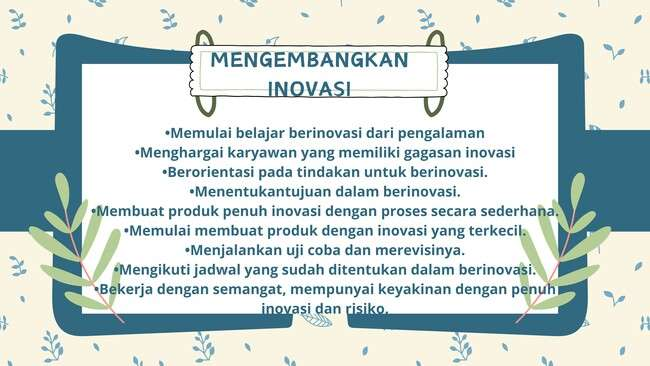 MENGEMBANGKAN
INOVASI
•Memulai belajar berinovasi dari pengalaman
•Menghargai karyawan yang memiliki gagasan inovasi
•Berorientasi pada tindakan untuk berinovasi.
•Menentukantujuan dalam berinovasi.
•Membuat produk penuh inovasi dengan proses secara sederhana.
•Memulai membuat produk dengan inovasi yang terkecil.
•Menjalankan uji coba dan merevisinya.
•Mengikuti jadwal yang sudah ditentukan dalam berinovasi.
•Bekerja dengan semangat, mempunyai keyakinan dengan penuh
inovasi dan risiko.